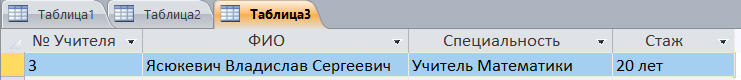 Таблица1 Таблица2 Таблица3
№ Учителя ФИО Специальность Стаж
3 Ясюкевич Владислав Сергеевич Учитель Математики 20 лет